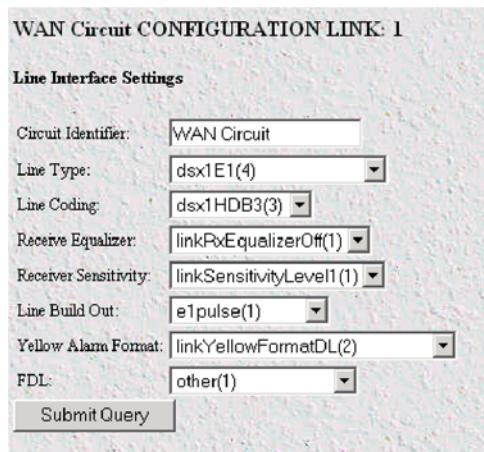 WAN Circuit CONFIGURATION LINK: 1
Line Interface Settings
Circuit Identifier: WAN Circuit
Line Type: dsx1E1(4)
Line Coding: dsx1HDB3(3)
Receive Equalizer: linkRxEqualizerOff(1)
Receiver Sensitivity: linkSensitivityLevel1(1)
Line Build Out: e1pulse(1)
Yellow Alarm Format: linkYellowFormatDL(2)
FDL: other(1)
Submit Query